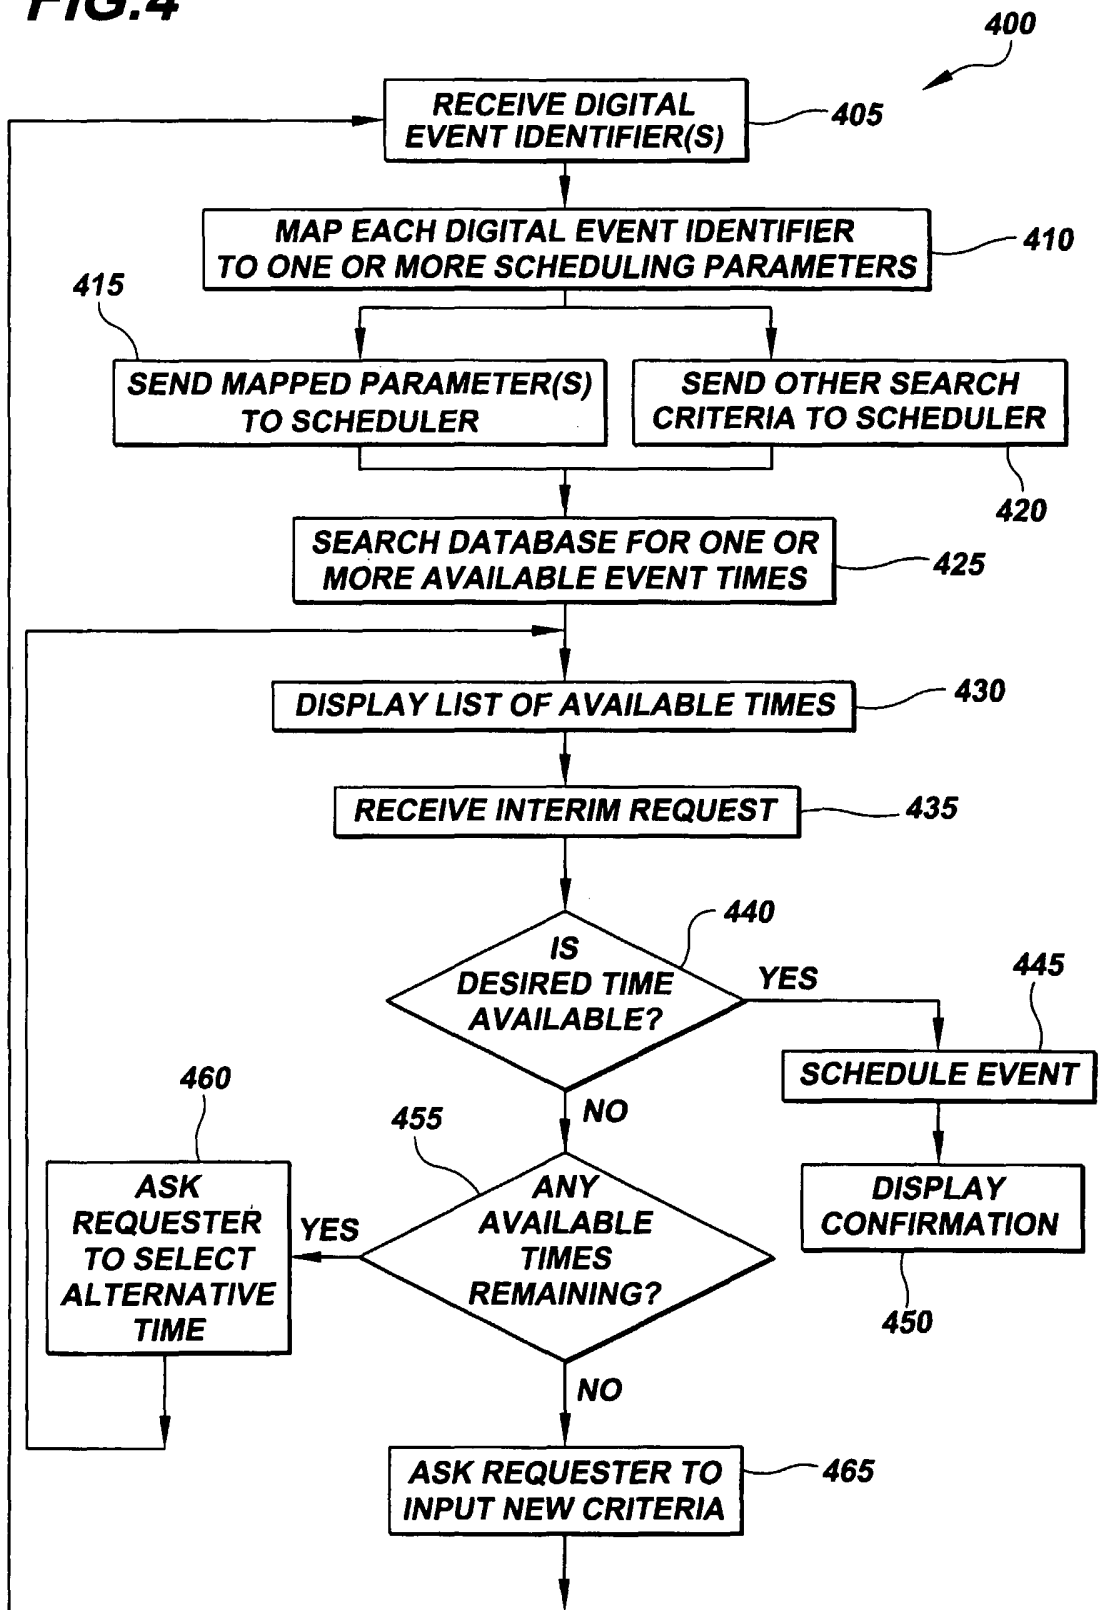 FIG.4
400
RECEIVE DIGITAL
EVENT IDENTIFIER(S)
405
MAP EACH DIGITAL EVENT IDENTIFIER
TO ONE OR MORE SCHEDULING PARAMETERS
410
415
SEND MAPPED PARAMETER(S)
TO SCHEDULER
SEND OTHER SEARCH
CRITERIA TO SCHEDULER
420
SEARCH DATABASE FOR ONE OR
MORE AVAILABLE EVENT TIMES
425
DISPLAY LIST OF AVAILABLE TIMES
430
RECEIVE INTERIM REQUEST
435
440
IS
DESIRED TIME
AVAILABLE?
YES
445
SCHEDULE EVENT
DISPLAY
CONFIRMATION
450
NO
455
ANY
AVAILABLE
TIMES
REMAINING?
YES
460
ASK
REQUESTER
TO SELECT
ALTERNATIVE
TIME
NO
ASK REQUESTER TO
INPUT NEW CRITERIA
465